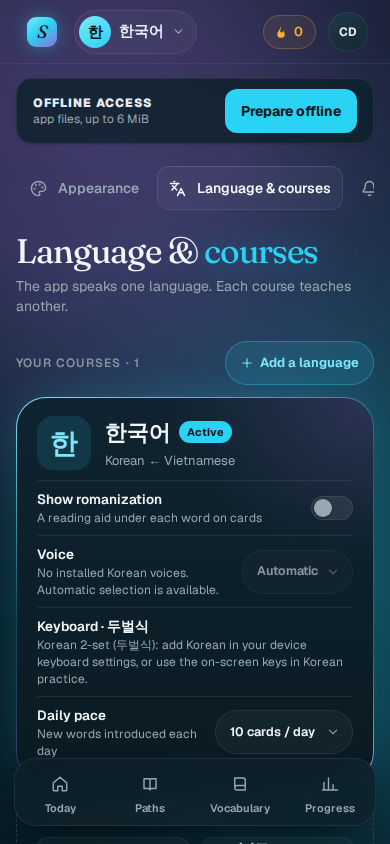 S
한 한국어
0
CD
OFFLINE ACCESS
app files, up to 6 MiB
Prepare offline
Appearance
Language & courses
Language & courses
The app speaks one language. Each course teaches
another.
YOUR COURSES · 1
+ Add a language
한
한국어 Active
Korean ← Vietnamese
Show romanization
A reading aid under each word on cards
Voice
No installed Korean voices.
Automatic selection is available.
Automatic
Keyboard · 두벌식
Korean 2-set (두벌식): add Korean in your device
keyboard settings, or use the on-screen keys in Korean
practice.
Daily pace
New words introduced each
day
10 cards / day
Today
Paths
Vocabulary
Progress